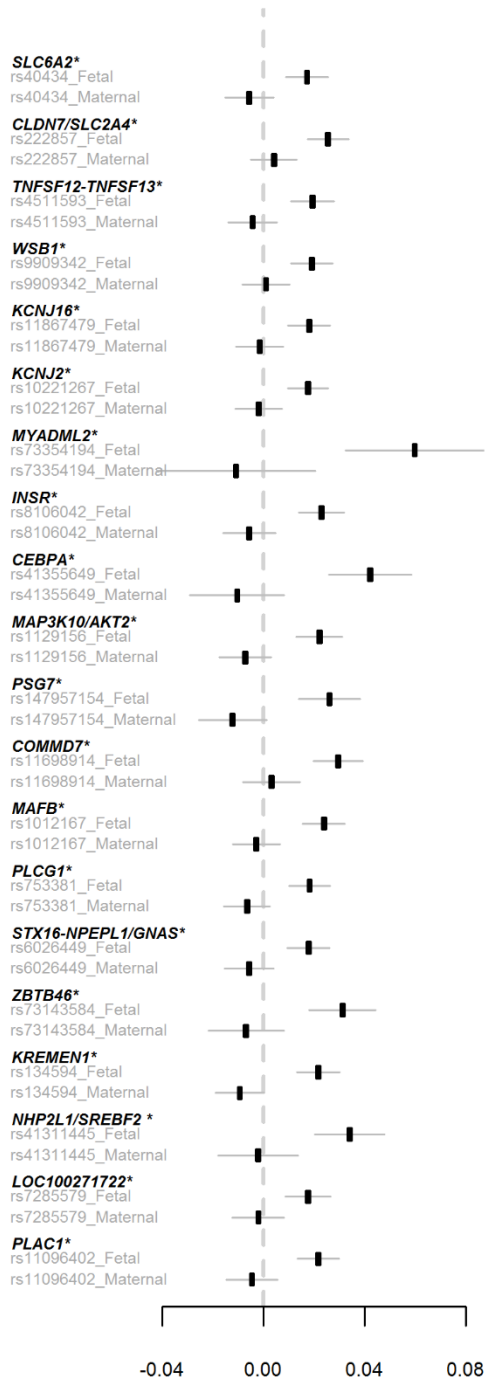 SLC6A2*
rs40434_Fetal
rs40434_Maternal
CLDN7/SLC2A4*
rs222857_Fetal
rs222857_Maternal
TNFSF12-TNFSF13*
rs4511593_Fetal
rs4511593_Maternal
WSB1*
rs9909342_Fetal
rs9909342_Maternal
KCNJ16*
rs11867479_Fetal
rs11867479_Maternal
KCNJ2*
rs10221267_Fetal
rs10221267_Maternal
MYADML2*
rs73354194_Fetal
rs73354194_Maternal
INSR*
rs8106042_Fetal
rs8106042_Maternal
CEBPA*
rs41355649_Fetal
rs41355649_Maternal
MAP3K10/AKT2*
rs1129156_Fetal
rs1129156_Maternal
PSG7*
rs147957154_Fetal
rs147957154_Maternal
COMMD7*
rs11698914_Fetal
rs11698914_Maternal
MAFB*
rs1012167_Fetal
rs1012167_Maternal
PLCG1*
rs753381_Fetal
rs753381_Maternal
STX16-NPEPL1/GNAS*
rs6026449_Fetal
rs6026449_Maternal
ZBTB46*
rs73143584_Fetal
rs73143584_Maternal
KREMEN1*
rs134594_Fetal
rs134594_Maternal
NHP2L1/SREBF2 *
rs41311445_Fetal
rs41311445_Maternal
LOC100271722*
rs7285579_Fetal
rs7285579_Maternal
PLAC1*
rs11096402_Fetal
rs11096402_Maternal
-0.04 0.00 0.04 0.08